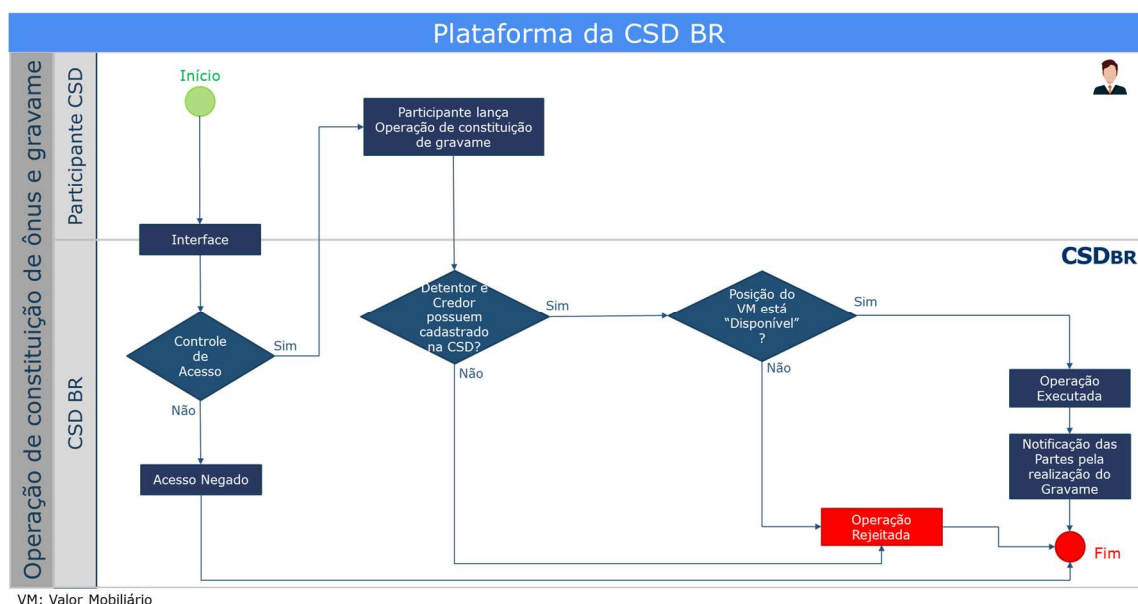 Plataforma da CSD BR
Operação de constituição de ônus e gravame
Participante CSD
Início
Participante lança
Operação de constituição
de gravame
Interface
CSD BR
CSDBR
Controle
de
Acesso
Sim
Não
Acesso Negado
Detentor e
Credor
possuem
cadastrado
na CSD?
Sim
Não
Posição do
VM está
“Disponível”
?
Sim
Não
Operação
Executada
Notificação das
Partes pela
realização do
Gravame
Operação
Rejeitada
Fim
VM: Valor Mobiliário